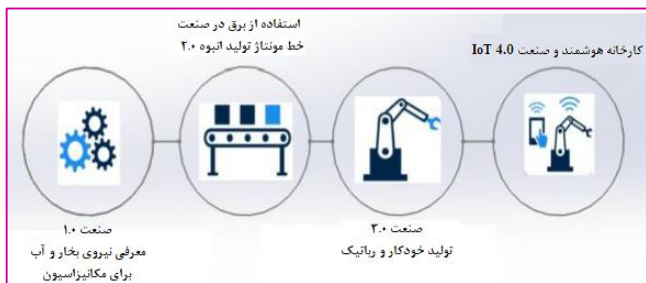 استفاده از برق در صنعت
خط مونتاژ تولید انبوه ۲.۰
کارخانه هوشمند و صنعت IoT 4.0
صنعت ۱.۰
معرفی نیروی بخار و آب
برای مکانیزاسیون
صنعت ۳.۰
تولید خودکار و رباتیک